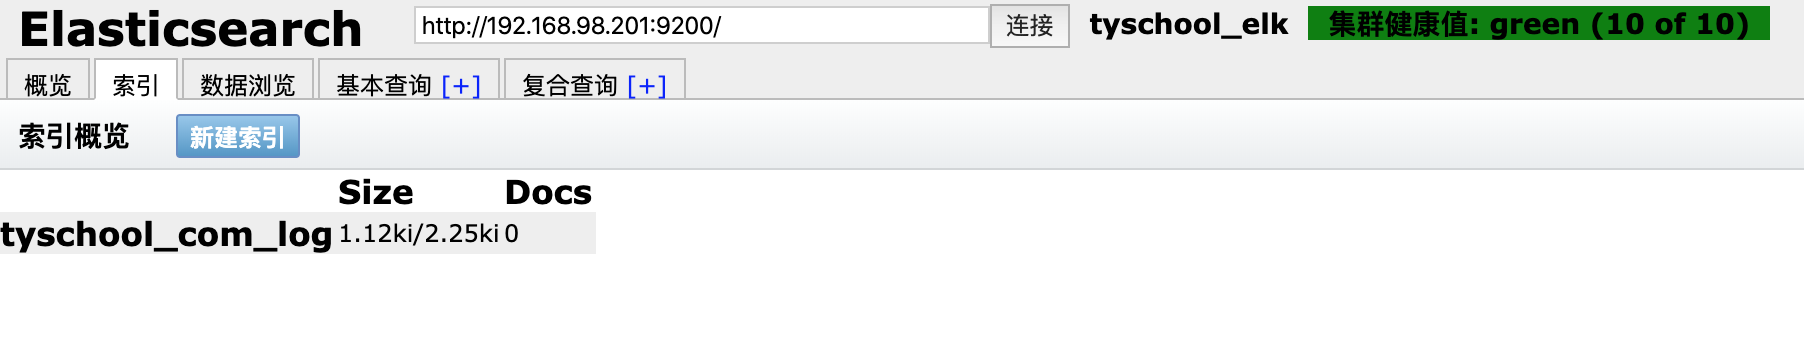 Elasticsearch http://192.168.98.201:9200/ 连接 tyschool_elk 集群健康值: green (10 of 10)
概览 索引 数据浏览 基本查询 [+] 复合查询 [+]
索引概览 新建索引
Size Docs
tyschool_com_log 1.12ki/2.25ki 0